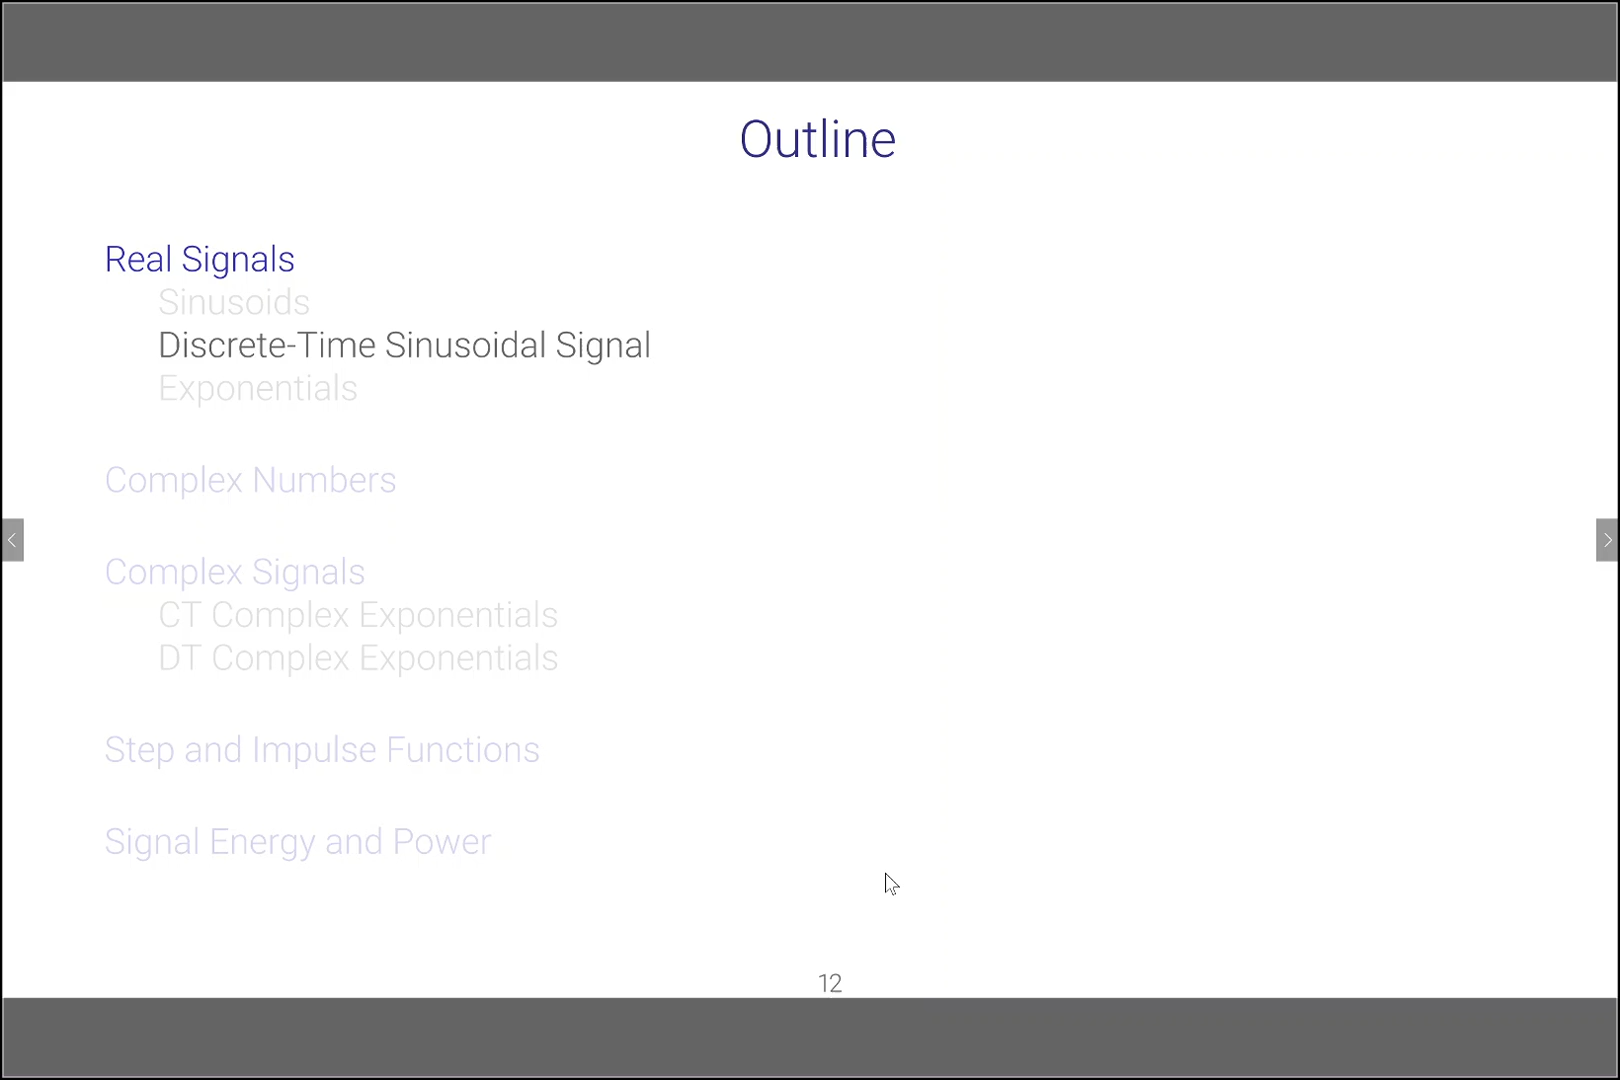 Outline
Real Signals
Sinusoids
Discrete-Time Sinusoidal Signal
Exponentials
Complex Numbers
Complex Signals
CT Complex Exponentials
DT Complex Exponentials
Step and Impulse Functions
Signal Energy and Power
12